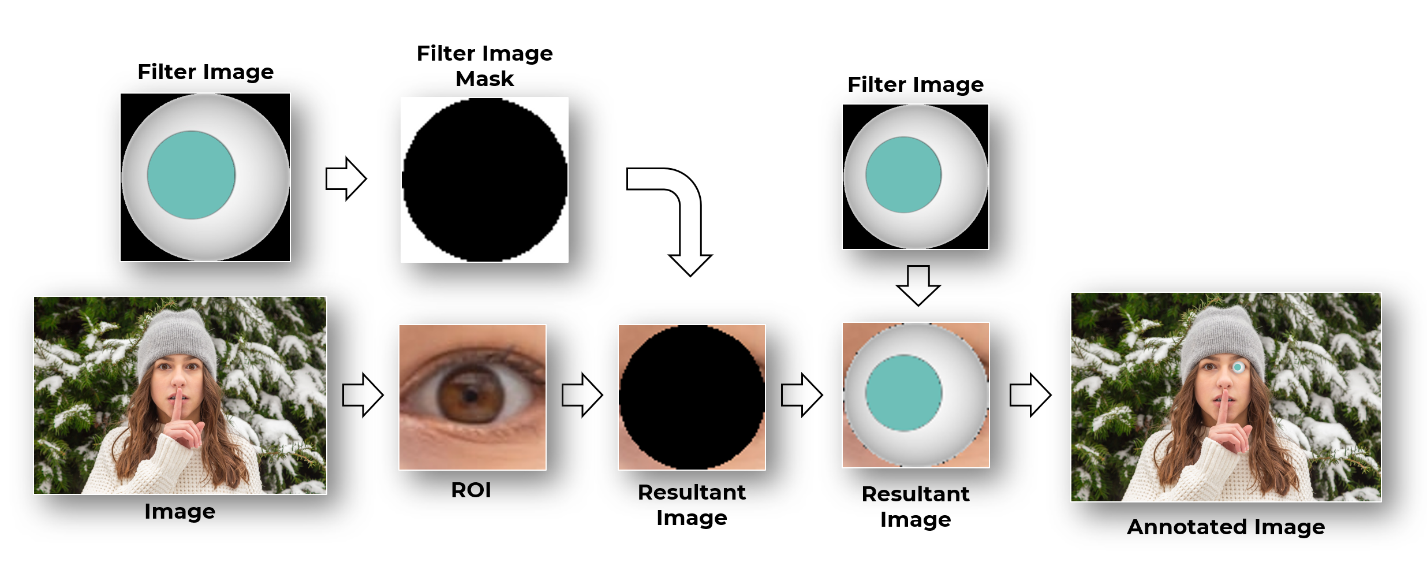 Filter Image
Filter Image
Mask
Filter Image
Image
ROI
Resultant
Image
Resultant
Image
Annotated Image